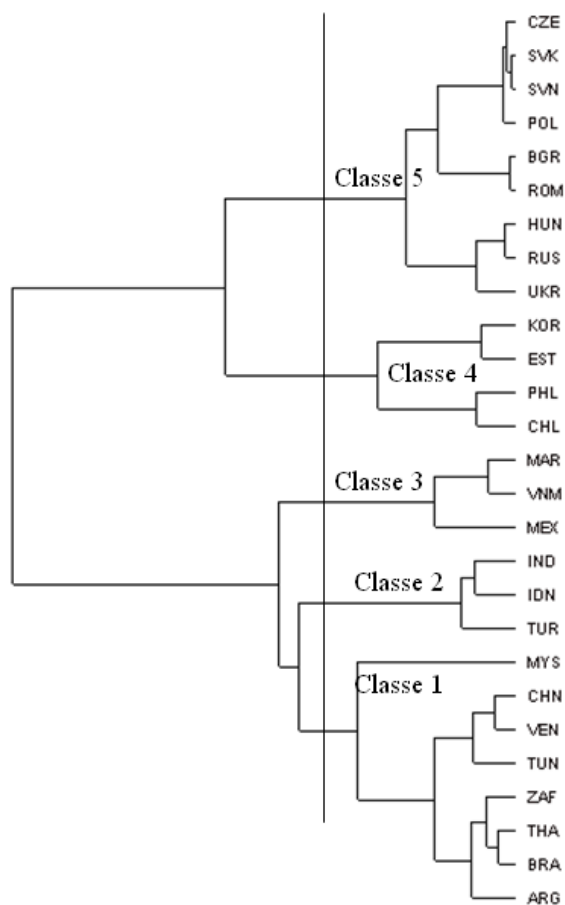 CZE
SVK
SVN
POL
BGR
Classe 5
ROM
HUN
RUS
UKR
KOR
EST
Classe 4
PHL
CHL
MAR
Classe 3
VNM
MEX
IND
Classe 2
IDN
TUR
MYS
Classe 1
CHN
VEN
TUN
ZAF
THA
BRA
ARG